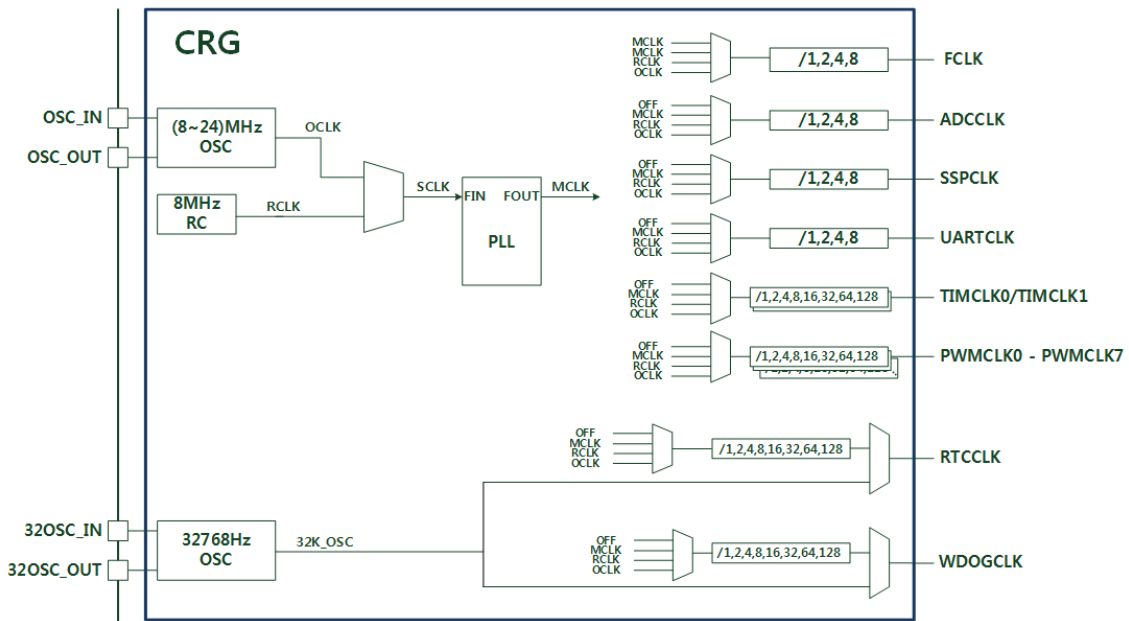 CRG
OSC_IN
OSC_OUT
(8~24)MHz
OSC
OCLK
8MHz
RC
RCLK
SCLK
FIN FOUT
PLL
MCLK
MCLK
MCLK
RCLK
OCLK
/1,2,4,8
FCLK
OFF
MCLK
RCLK
OCLK
/1,2,4,8
ADCCLK
OFF
MCLK
RCLK
OCLK
/1,2,4,8
SSPCLK
OFF
MCLK
RCLK
OCLK
/1,2,4,8
UARTCLK
OFF
MCLK
RCLK
OCLK
/1,2,4,8,16,32,64,128
TIMCLK0/TIMCLK1
OFF
MCLK
RCLK
OCLK
/1,2,4,8,16,32,64,128
PWMCLK0 - PWMCLK7
OFF
MCLK
RCLK
OCLK
/1,2,4,8,16,32,64,128
RTCCLK
32OSC_IN
32OSC_OUT
32768Hz
OSC
32K_OSC
OFF
MCLK
RCLK
OCLK
/1,2,4,8,16,32,64,128
WDOGCLK